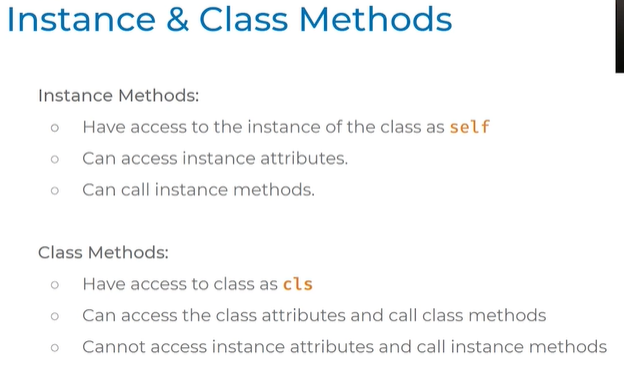 Instance & Class Methods
Instance Methods:
○ Have access to the instance of the class as self
○ Can access instance attributes.
○ Can call instance methods.
Class Methods:
○ Have access to class as cls
○ Can access the class attributes and call class methods
○ Cannot access instance attributes and call instance methods